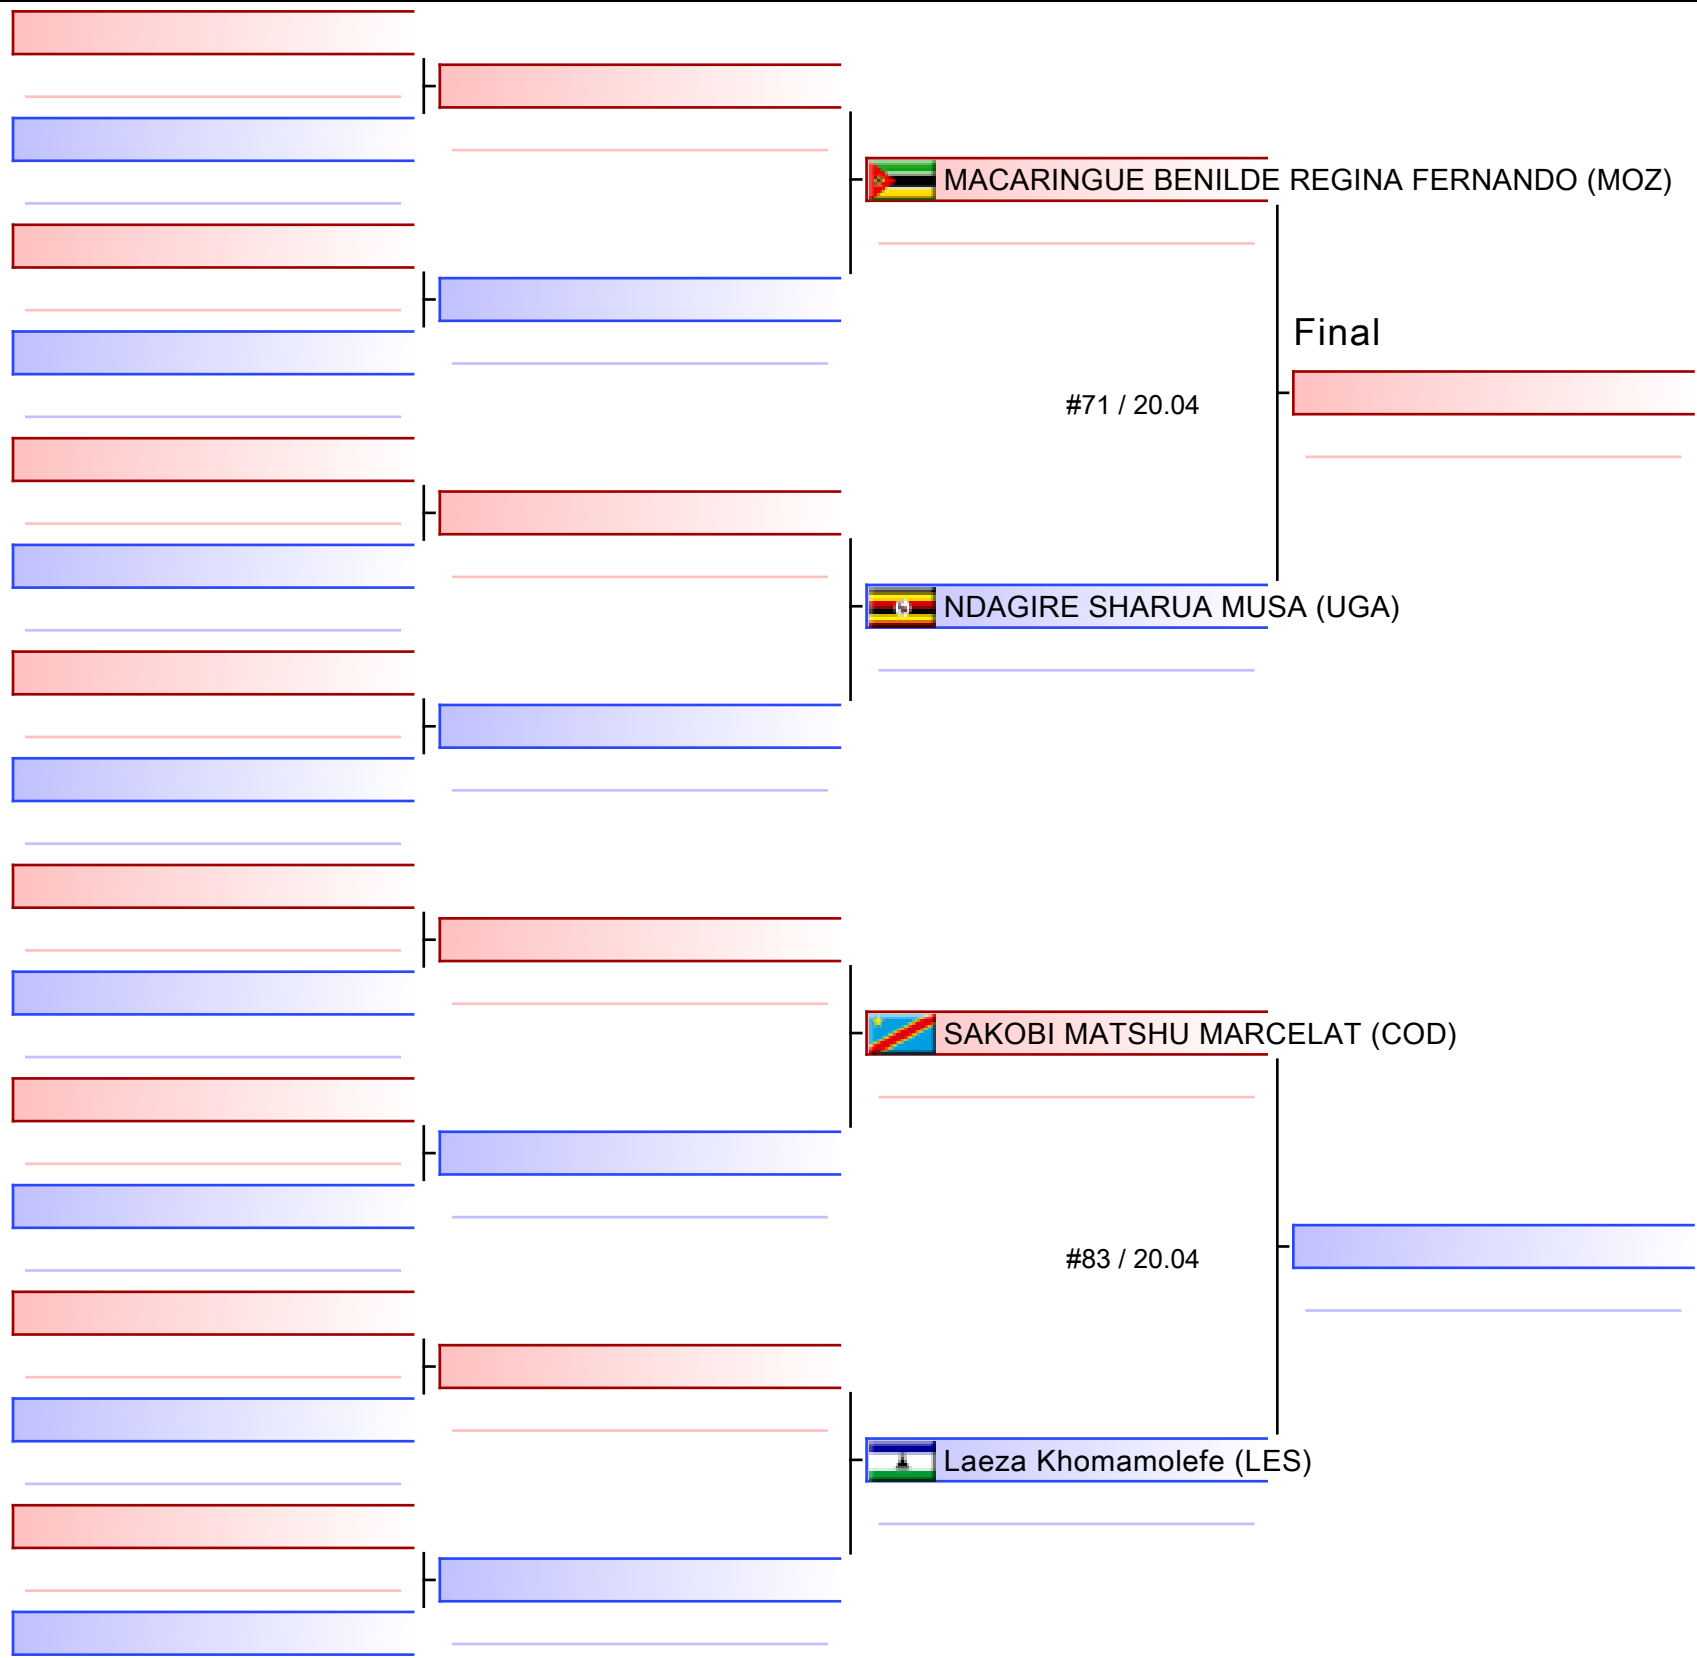 MACARINGUE BENILDE REGINA FERNANDO (MOZ)
Final
#71 / 20.04
NDAGIRE SHARUA MUSA (UGA)
SAKOBI MATSHU MARCELAT (COD)
#83 / 20.04
Laeza Khomamolefe (LES)